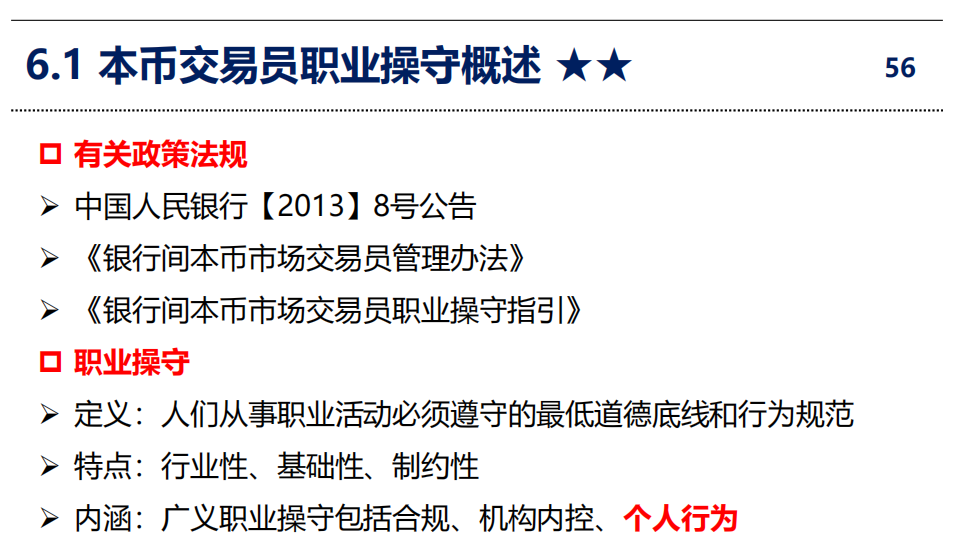 6.1 本币交易员职业操守概述 ★★
56
有关政策法规
中国人民银行【2013】8号公告
《银行间本币市场交易员管理办法》
《银行间本币市场交易员职业操守指引》
职业操守
定义：人们从事职业活动必须遵守的最低道德底线和行为规范
特点：行业性、基础性、制约性
内涵：广义职业操守包括合规、机构内控、个人行为